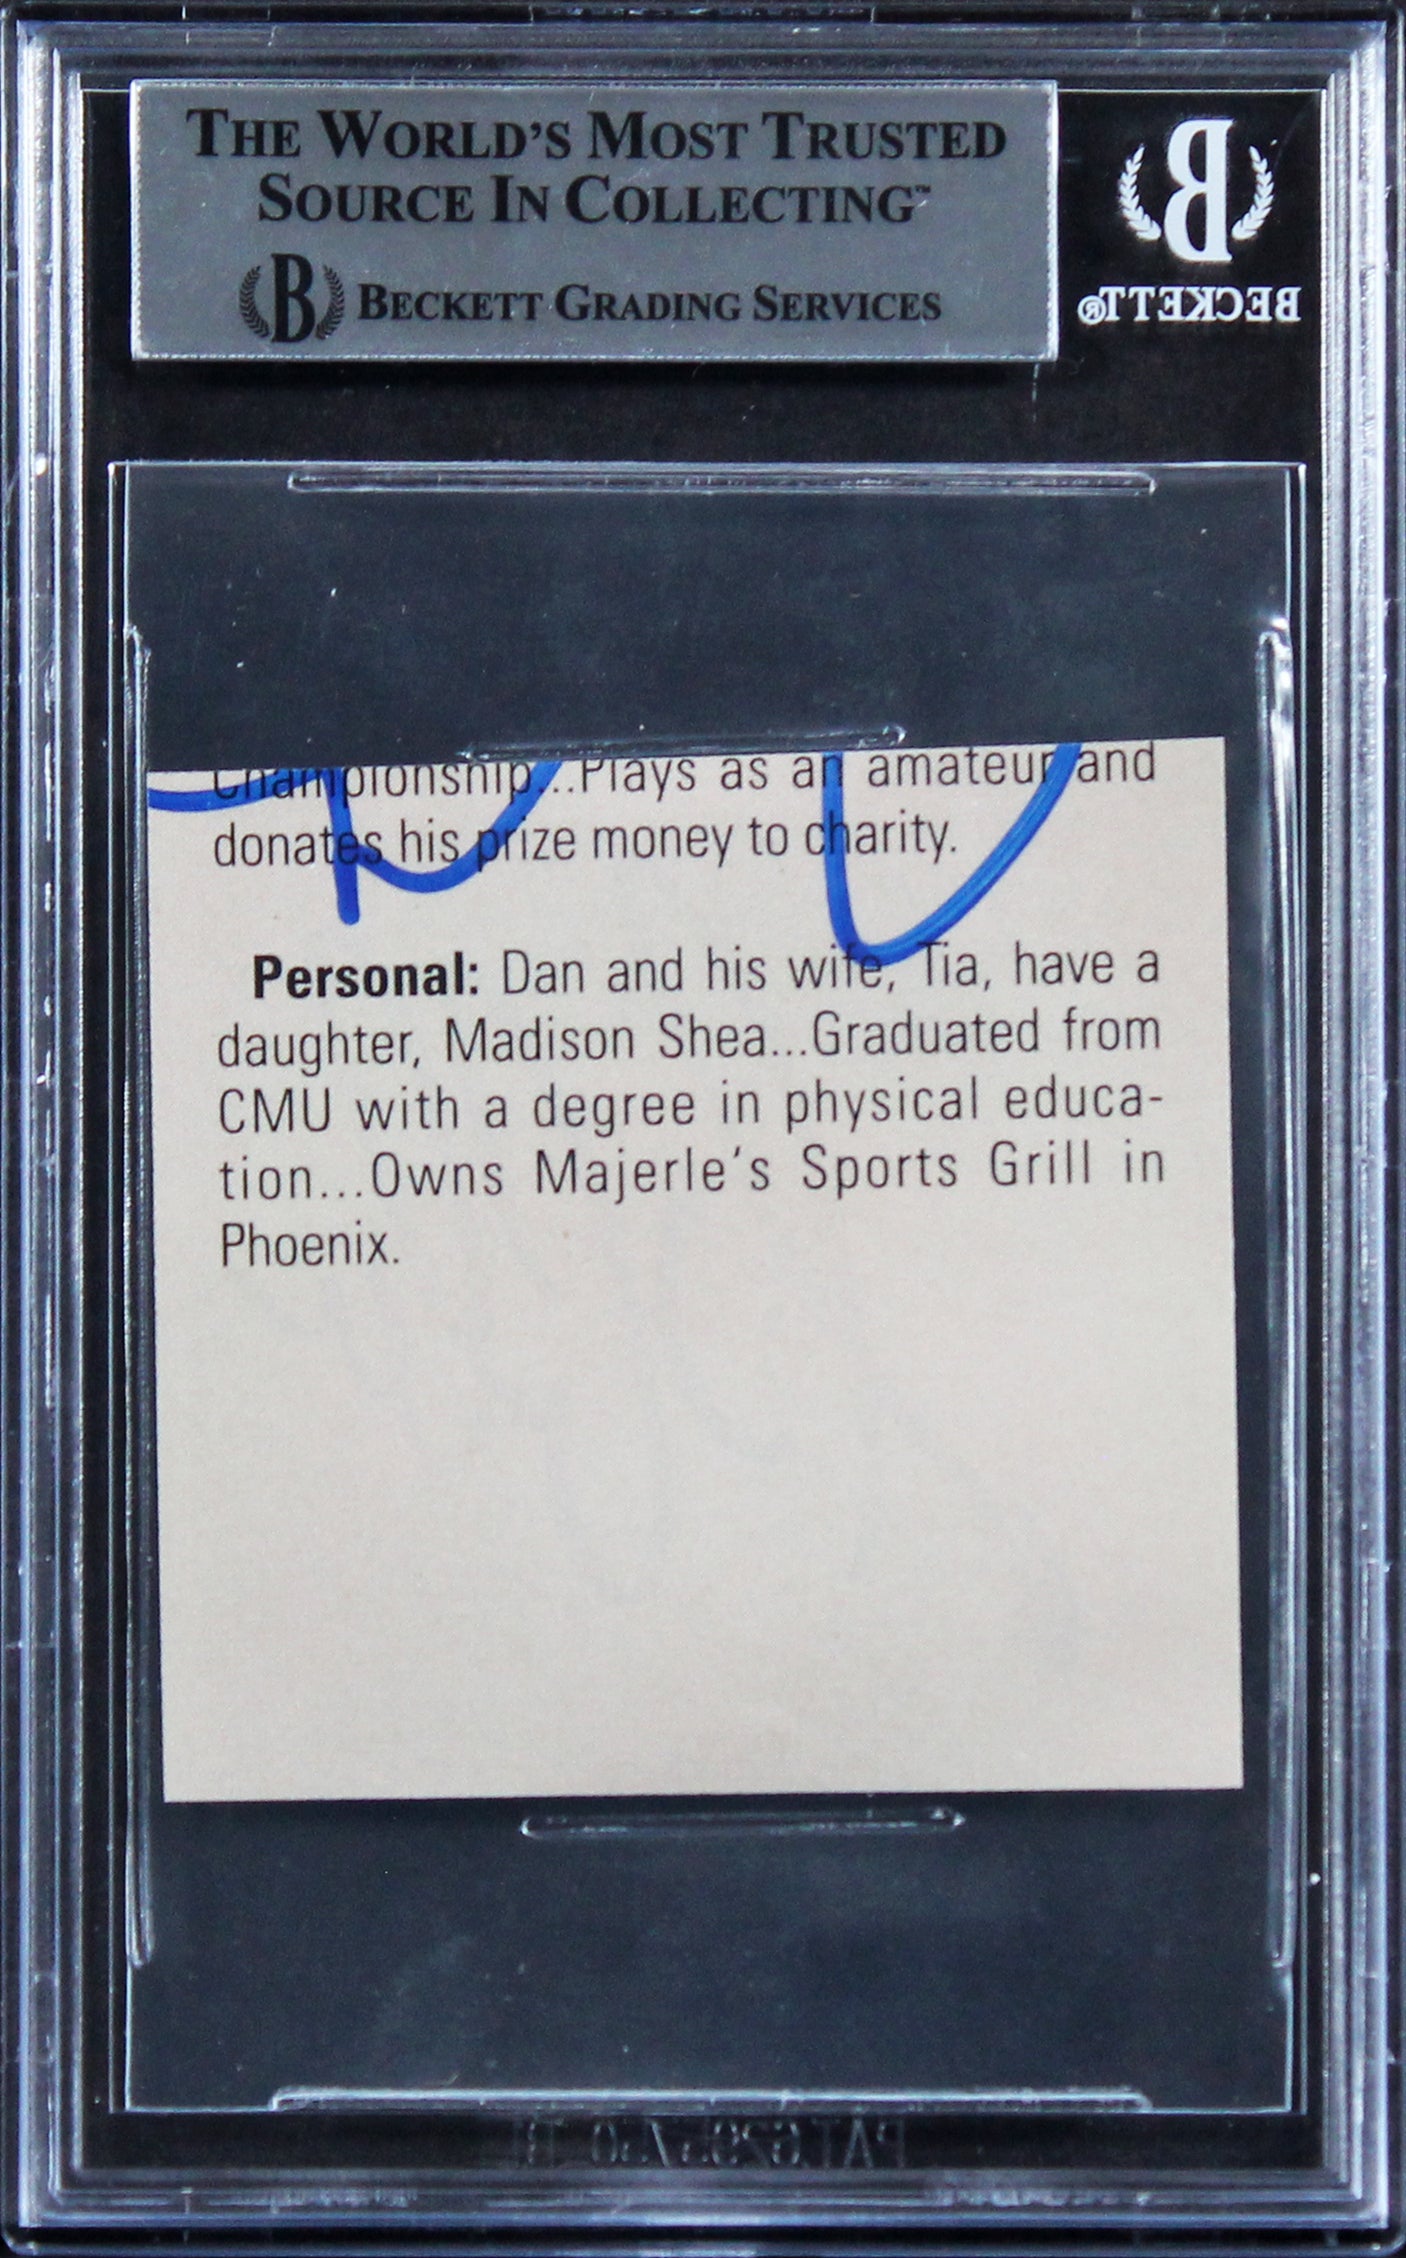 THE WORLD'S MOST TRUSTED
SOURCE IN COLLECTING™
B BECKETT GRADING SERVICES
B
BECKETT®
Championship...Plays as an amateur and
donates his prize money to charity.
Personal: Dan and his wife, Tia, have a
daughter, Madison Shea...Graduated from
CMU with a degree in physical educa-
tion...Owns Majerle's Sports Grill in
Phoenix.